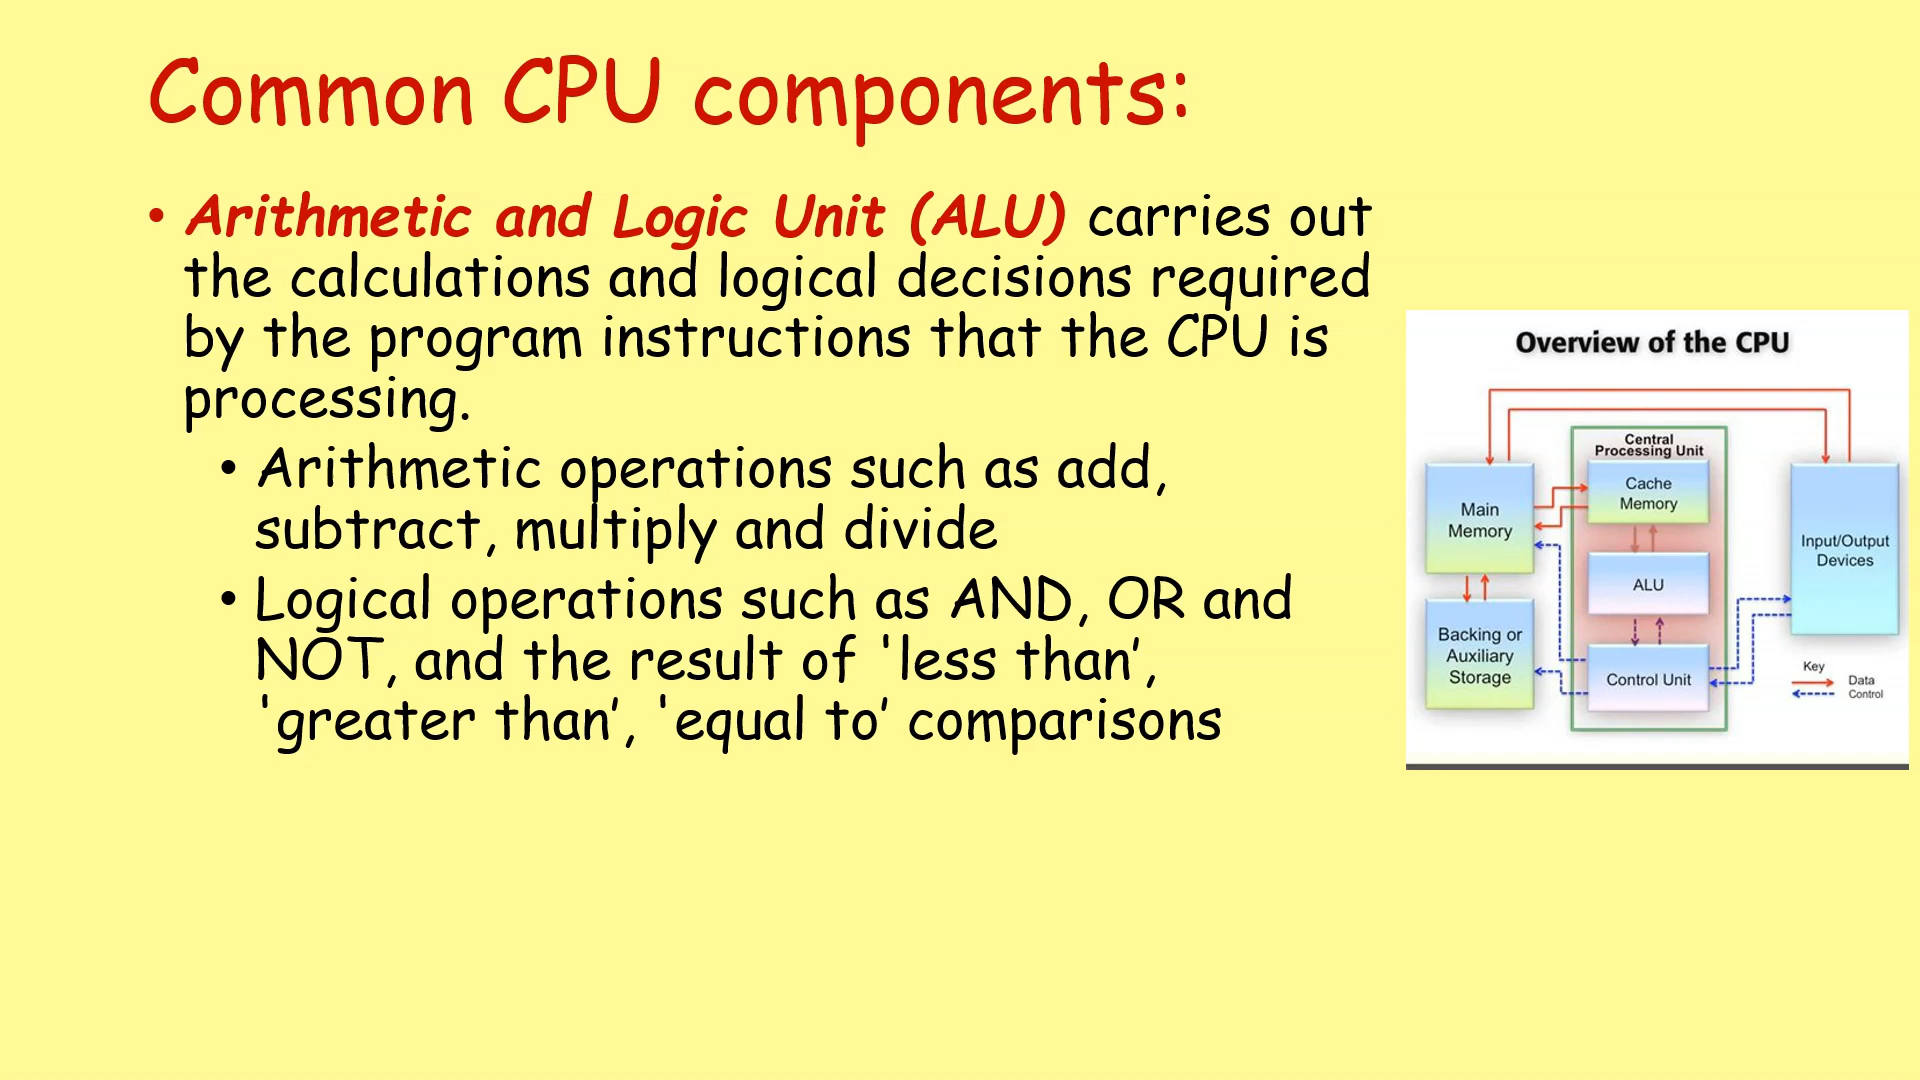 Common CPU components:
• Arithmetic and Logic Unit (ALU) carries out
the calculations and logical decisions required
by the program instructions that the CPU is
processing.
• Arithmetic operations such as add,
subtract, multiply and divide
• Logical operations such as AND, OR and
NOT, and the result of 'less than’,
'greater than’, 'equal to’ comparisons
Overview of the CPU
Central
Processing Unit
Cache
Memory
Main
Memory
Input/Output
Devices
ALU
Backing or
Auxiliary
Storage
Control Unit
Key
Data
Control